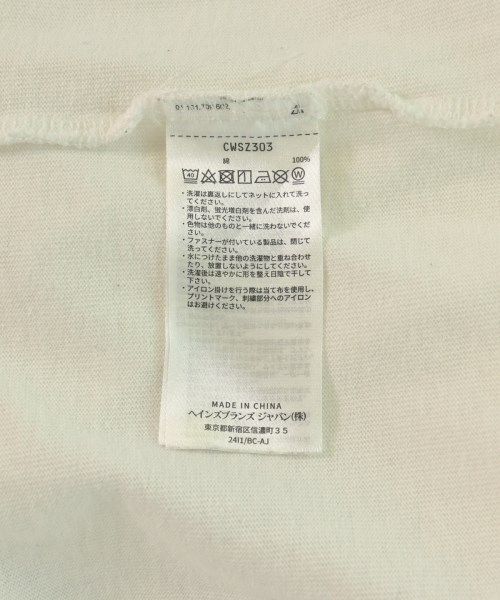 CWSZ303
綿 100%
40
・洗濯は裏返しにしてネットに入れて洗っ
てください。
・漂白剤、蛍光増白剤を含んだ洗剤は、使
用しないでください。
・色物は他のものと一緒に洗わないでくだ
さい。
・ファスナーが付いている製品は、閉じて
洗ってください。
・水につけたまま他の洗濯物と重ね合わせ
たり、放置しないようにしてください。
・洗濯後は速やかに形を整え日陰で干して
下さい。
・アイロン掛けを行う際は当て布を使用し、
プリントマーク、刺繍部分へのアイロン
はお避けください。
MADE IN CHINA
ヘインズブランズ ジャパン(株)
東京都新宿区信濃町35
24I1/BC-AJ